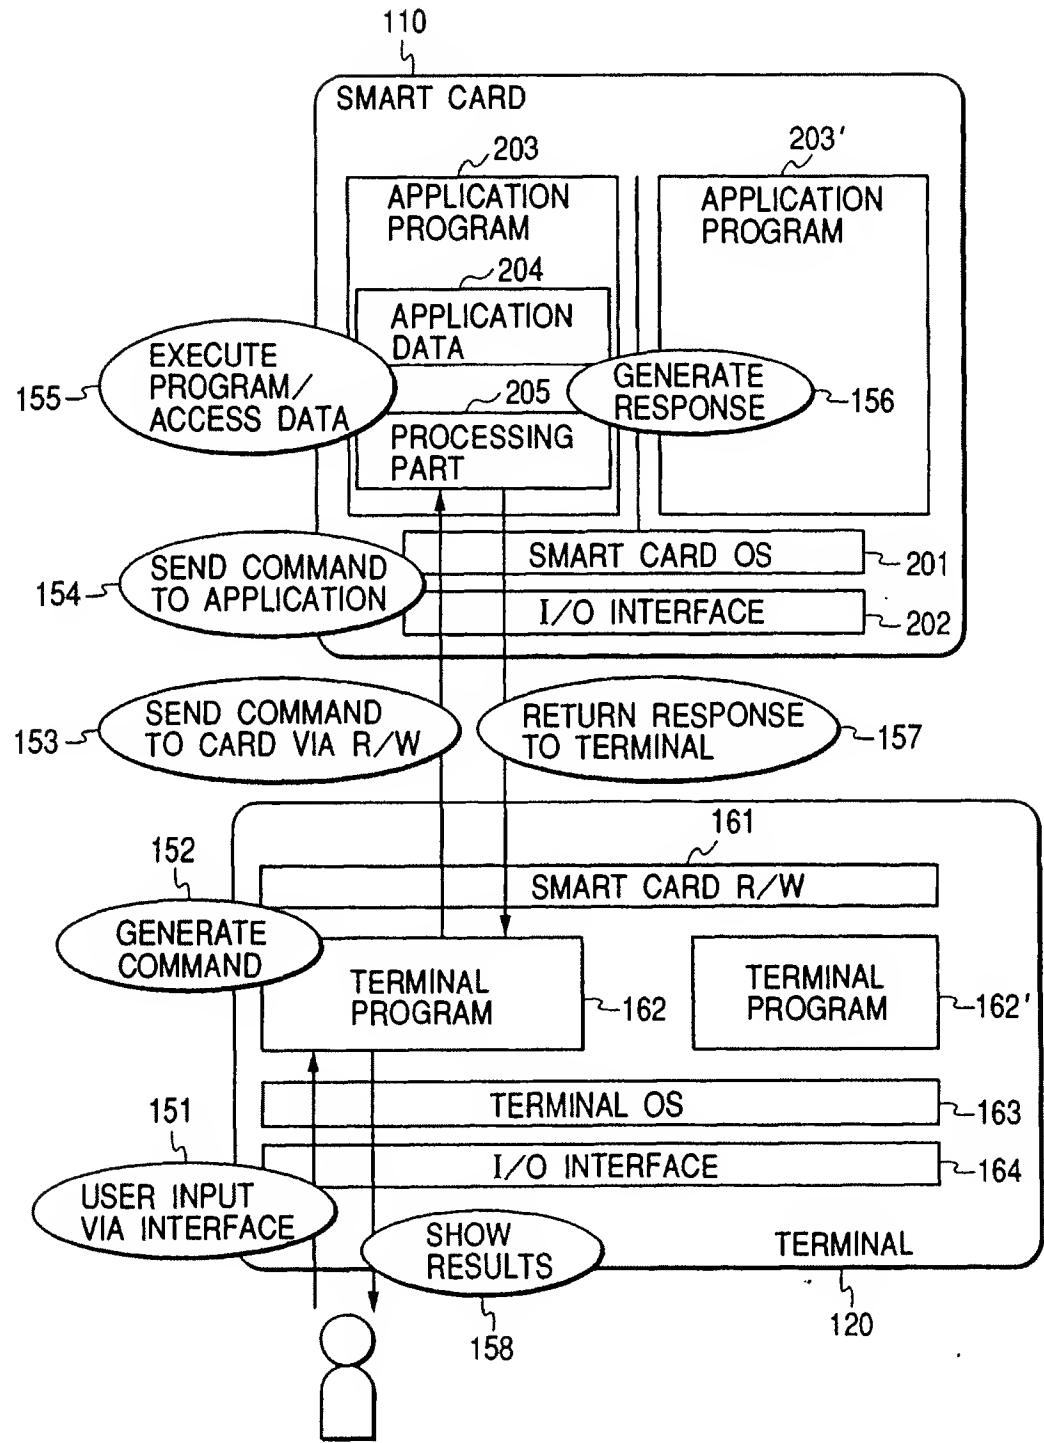 110
SMART CARD
203
203'
APPLICATION
PROGRAM
APPLICATION
PROGRAM
204
APPLICATION
DATA
EXECUTE
PROGRAM/
ACCESS DATA
155
GENERATE
RESPONSE
156
205
PROCESSING
PART
SEND COMMAND
TO APPLICATION
154
SMART CARD OS
201
I/O INTERFACE
202
SEND COMMAND
TO CARD VIA R/W
153
RETURN RESPONSE
TO TERMINAL
157
161
152
SMART CARD R/W
GENERATE
COMMAND
TERMINAL
PROGRAM
162
TERMINAL
PROGRAM
162'
TERMINAL OS
163
151
I/O INTERFACE
164
USER INPUT
VIA INTERFACE
SHOW
RESULTS
TERMINAL
158
120